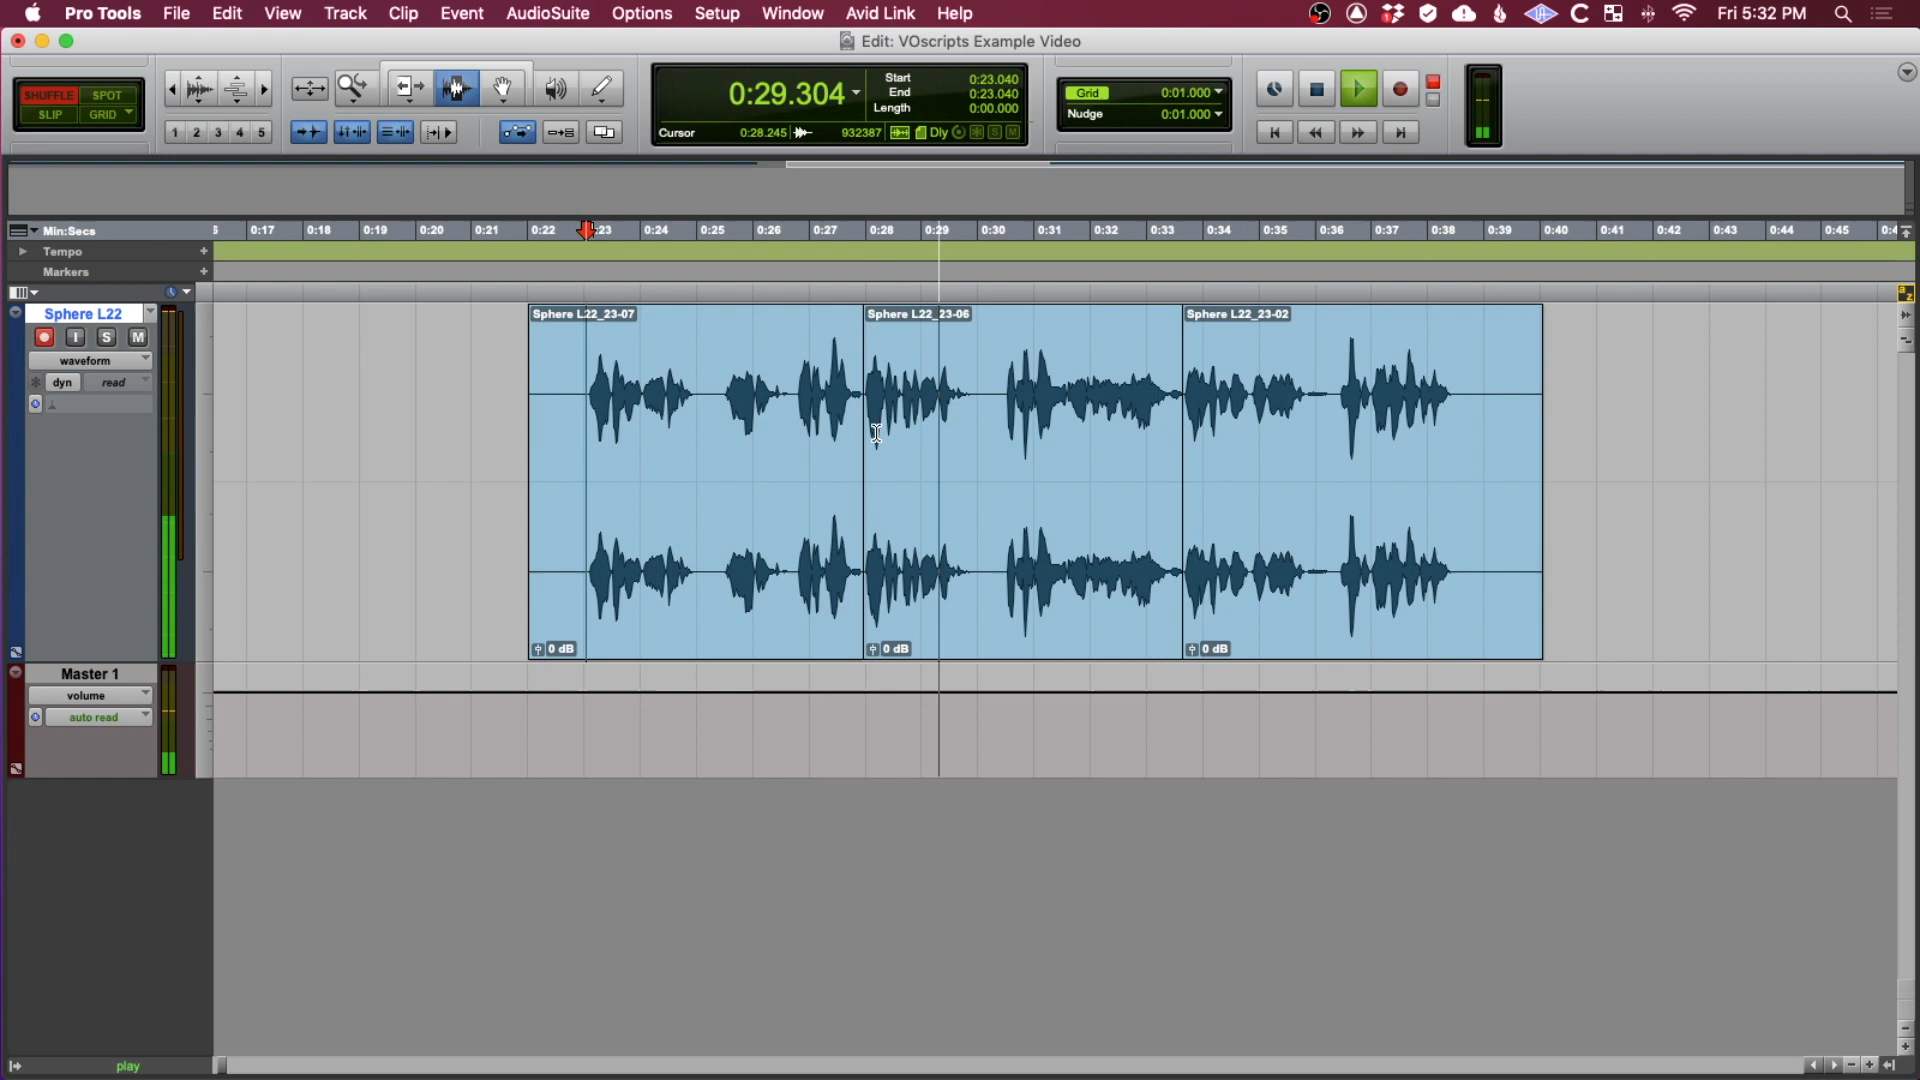 Pro Tools File Edit View Track Clip Event AudioSuite Options Setup Window Avid Link Help Fri 5:32 PM
Edit: VOscripts Example Video
SHUFFLE SPOT
SLIP GRID
1 2 3 4 5
0:29.304
Start 0:23.040
End 0:23.040
Length 0:00.000
Cursor 0:28.245 932387 Dly S M
Grid 0:01.000
Nudge 0:01.000
Min:Secs 0:17 0:18 0:19 0:20 0:21 0:22 23 0:24 0:25 0:26 0:27 0:28 0:29 0:30 0:31 0:32 0:33 0:34 0:35 0:36 0:37 0:38 0:39 0:40 0:41 0:42 0:43 0:44 0:45
Tempo +
Markers +
Sphere L22 Sphere L22_23-07 Sphere L22_23-06 Sphere L22_23-02
I S M
waveform
dyn read
0 dB 0 dB 0 dB
Master 1
volume
auto read
play